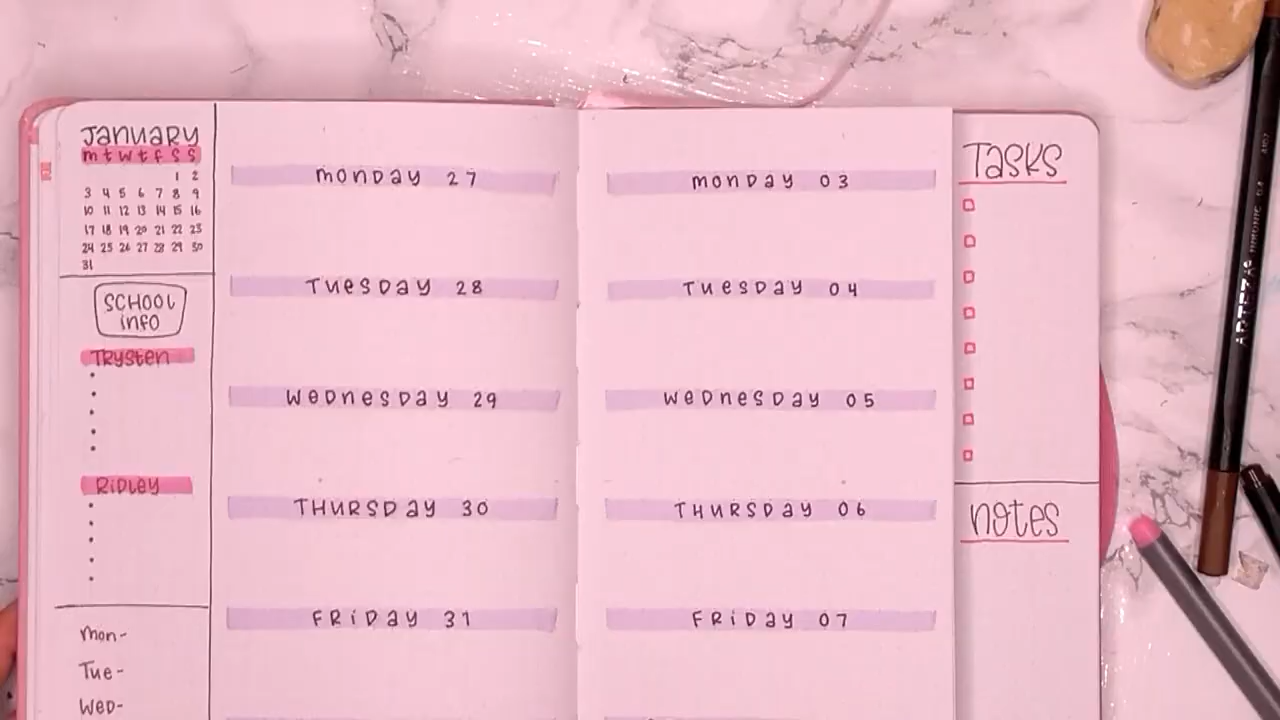 January
m t w t f s s
1 2
3 4 5 6 7 8 9
10 11 12 13 14 15 16
17 18 19 20 21 22 23
24 25 26 27 28 29 30
31
SCHOOL
info
Trysten
Ridley
Mon-
Tue-
Wed-
Monday 27
Tuesday 28
Wednesday 29
Thursday 30
Friday 31
Monday 03
Tuesday 04
Wednesday 05
Thursday 06
Friday 07
Tasks
notes
ARTEZA